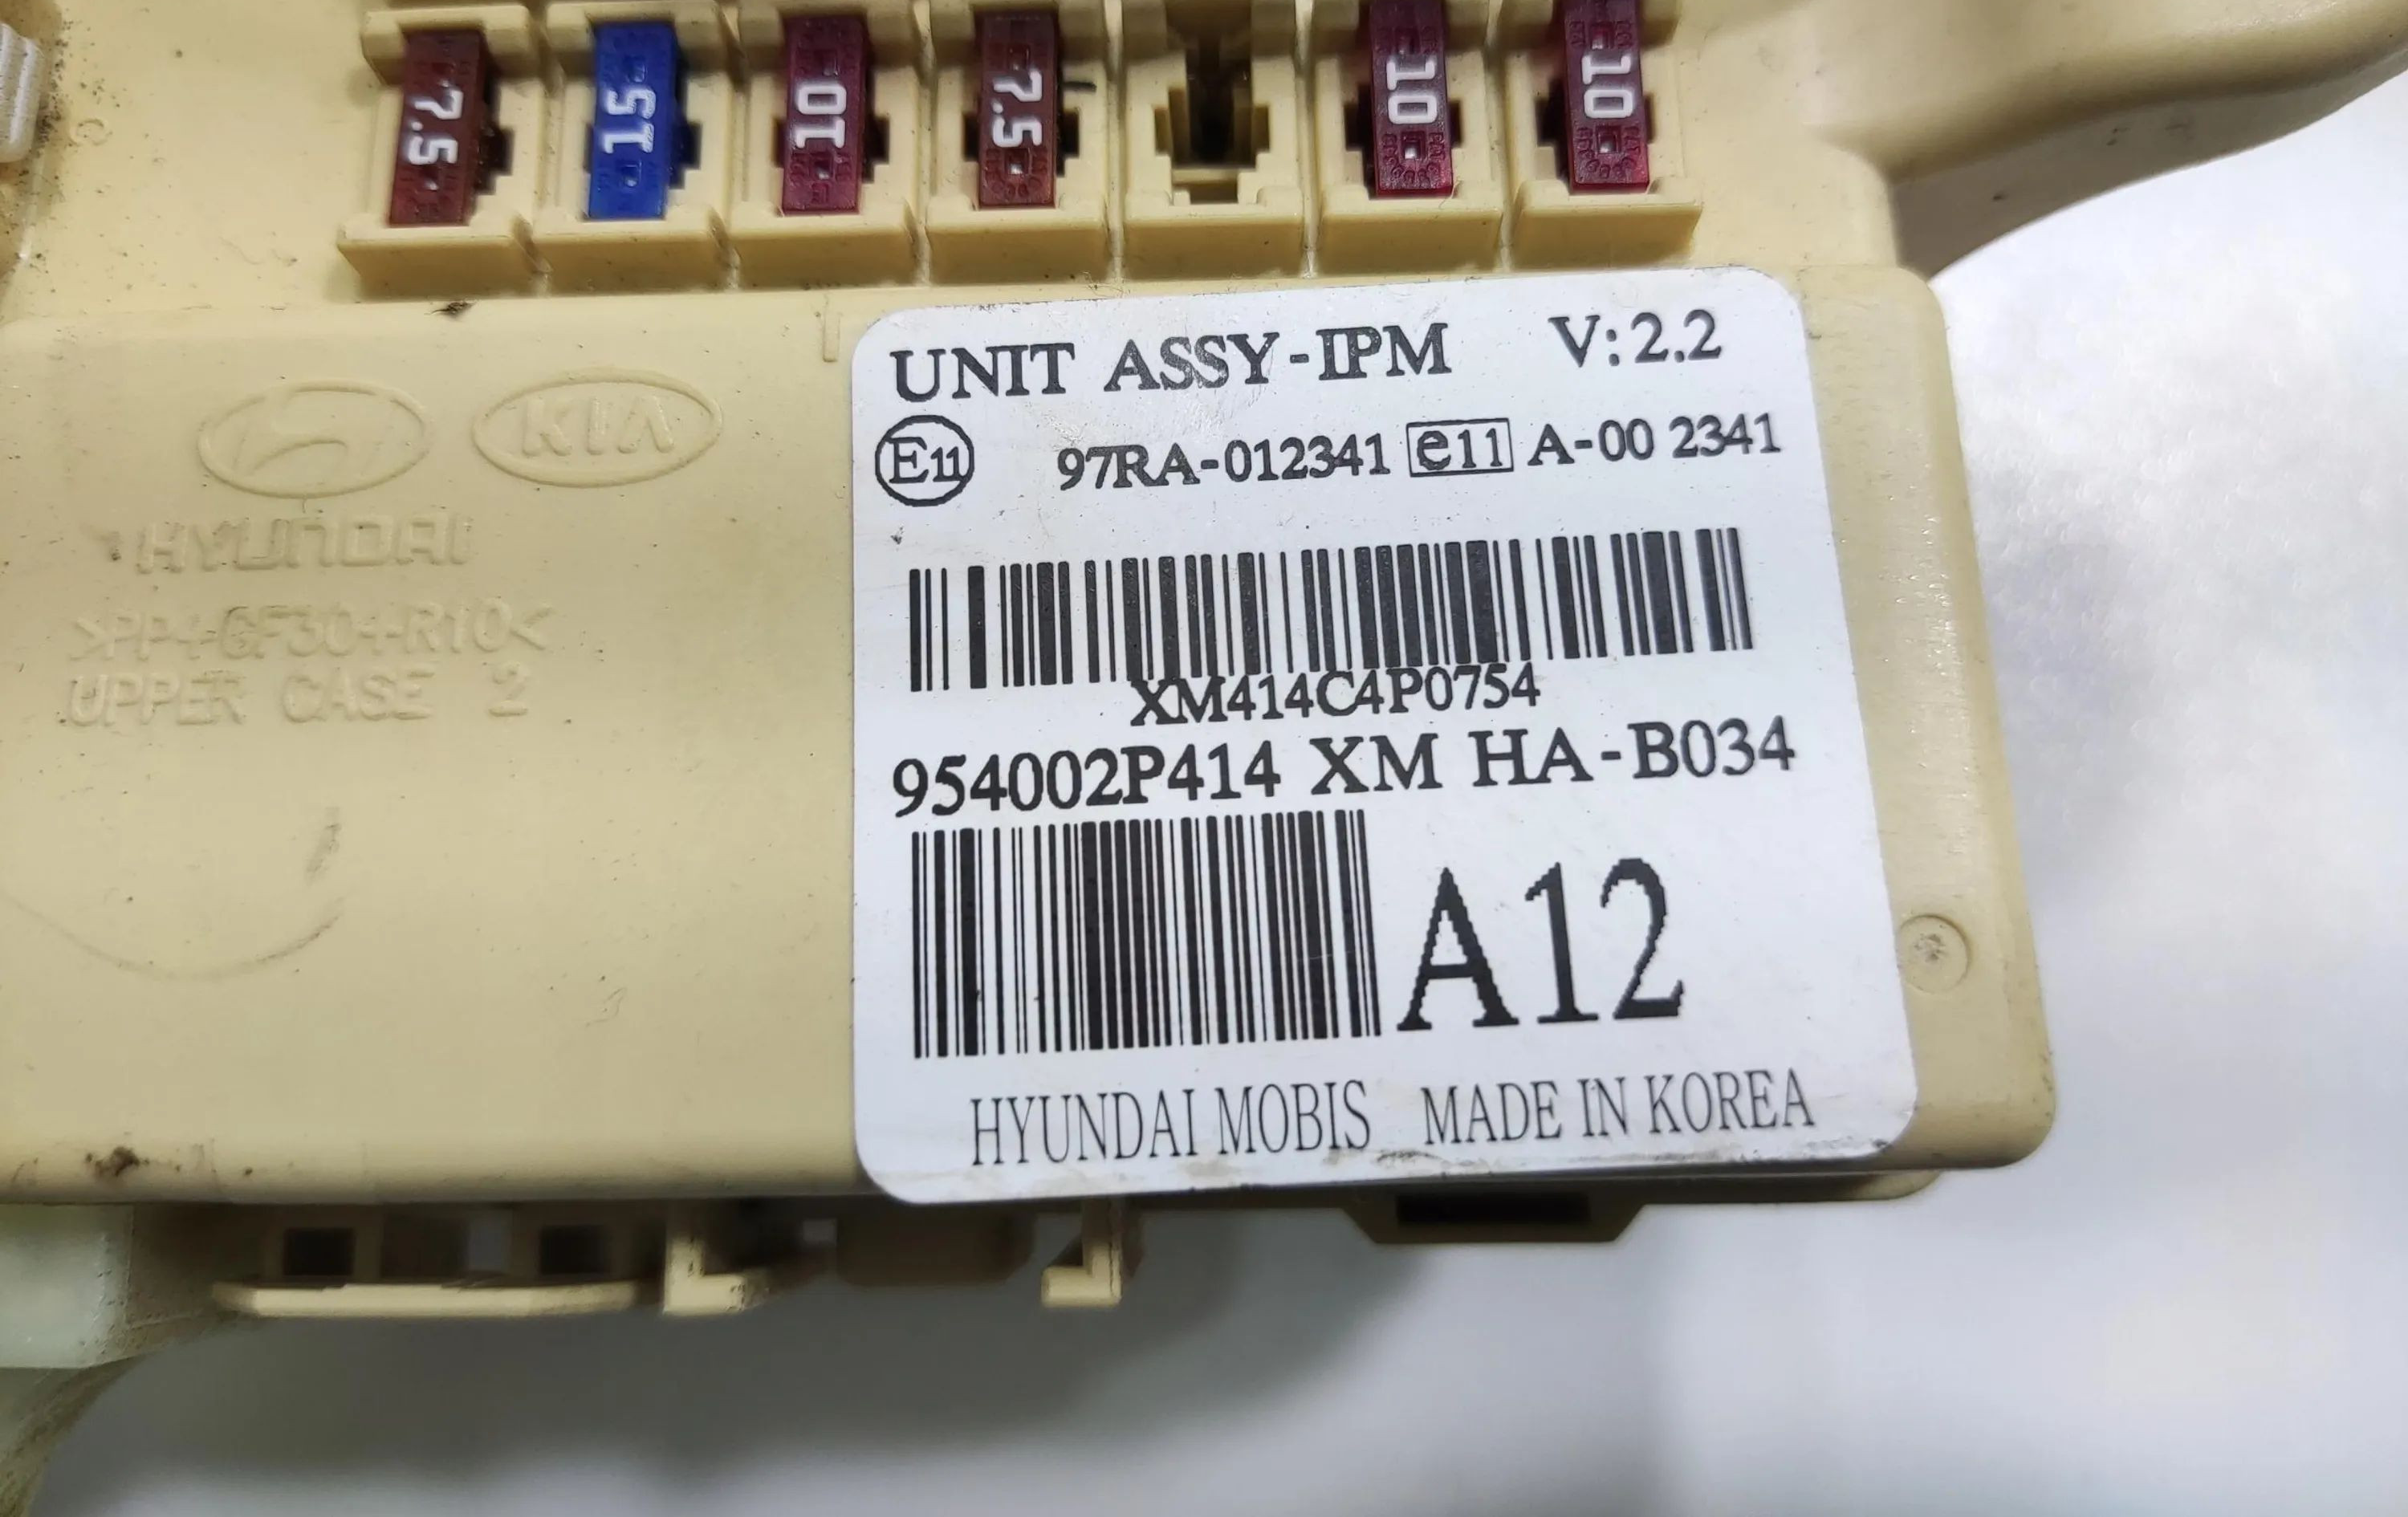 7.5 15 10 7.5 10 10
UNIT ASSY-IPM V:2.2
E11 97RA-012341 e11 A-00 2341
XM414C4P0754
954002P414 XM HA-B034
A12
HYUNDAI MOBIS MADE IN KOREA
KIA
HYUNDAI
>PP+GF30+R10<
UPPER CASE 2